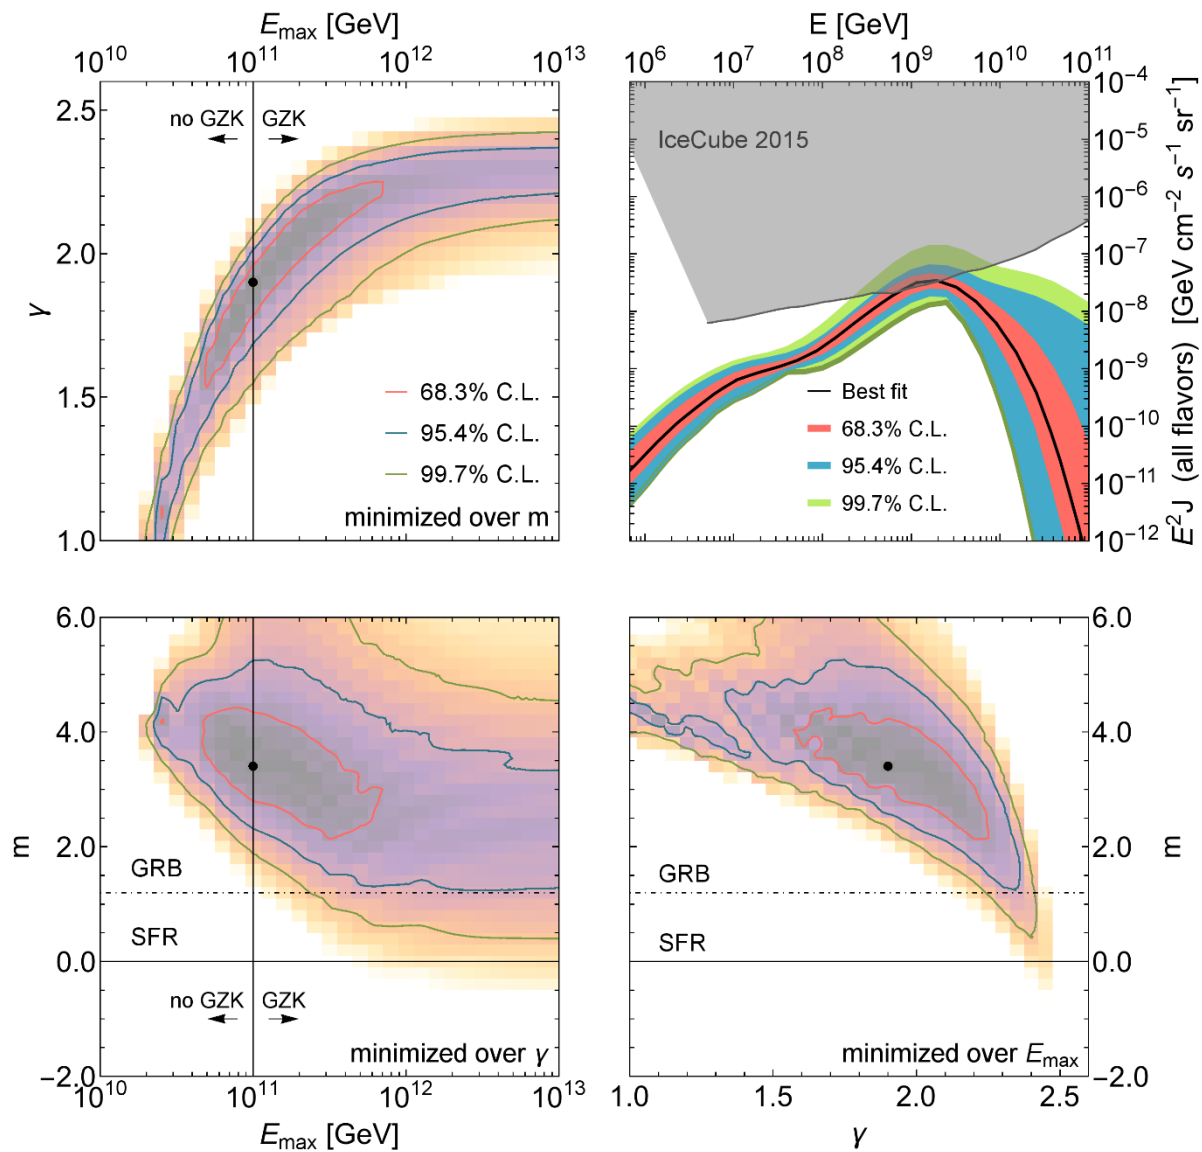 E_max [GeV]
10^10 10^11 10^12 10^13
2.5
2.0
1.5
1.0
γ
no GZK GZK
68.3% C.L.
95.4% C.L.
99.7% C.L.
minimized over m
E [GeV]
10^6 10^7 10^8 10^9 10^10 10^11
IceCube 2015
Best fit
68.3% C.L.
95.4% C.L.
99.7% C.L.
10^−4
10^−5
10^−6
10^−7
10^−8
10^−9
10^−10
10^−11
10^−12
E^2J (all flavors) [GeV cm^−2 s^−1 sr^−1]
6.0
4.0
2.0
0.0
−2.0
m
GRB
SFR
no GZK GZK
minimized over γ
10^10 10^11 10^12 10^13
E_max [GeV]
GRB
SFR
minimized over E_max
6.0
4.0
2.0
0.0
−2.0
m
1.0 1.5 2.0 2.5
γ